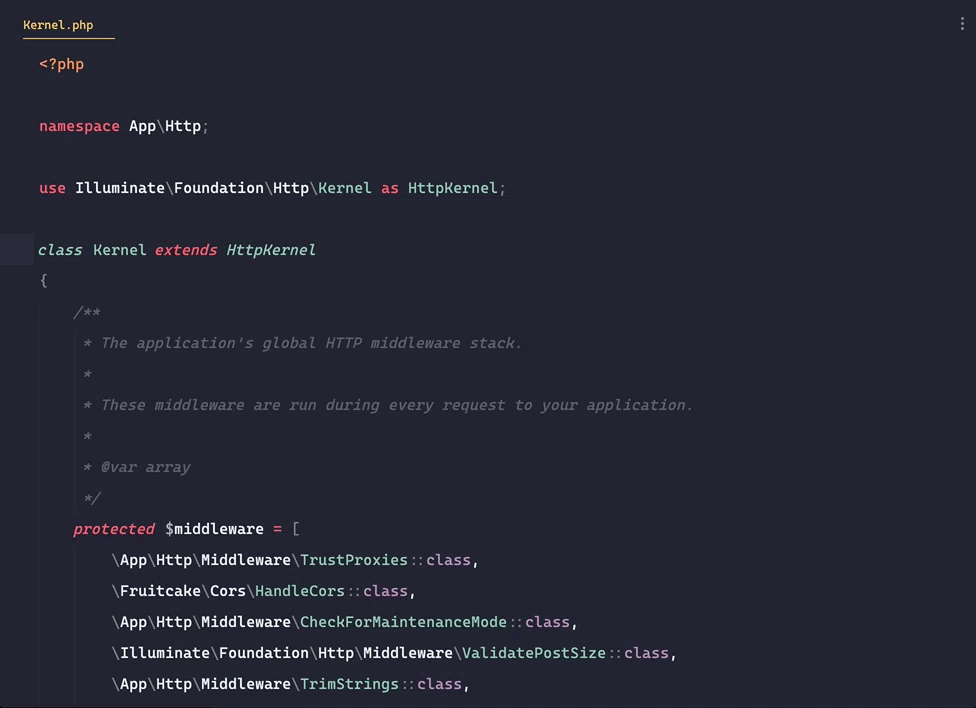 Kernel.php
<?php
namespace App\Http;
use Illuminate\Foundation\Http\Kernel as HttpKernel;
class Kernel extends HttpKernel
{
/**
* The application's global HTTP middleware stack.
*
* These middleware are run during every request to your application.
*
* @var array
*/
protected $middleware = [
\App\Http\Middleware\TrustProxies::class,
\Fruitcake\Cors\HandleCors::class,
\App\Http\Middleware\CheckForMaintenanceMode::class,
\Illuminate\Foundation\Http\Middleware\ValidatePostSize::class,
\App\Http\Middleware\TrimStrings::class,